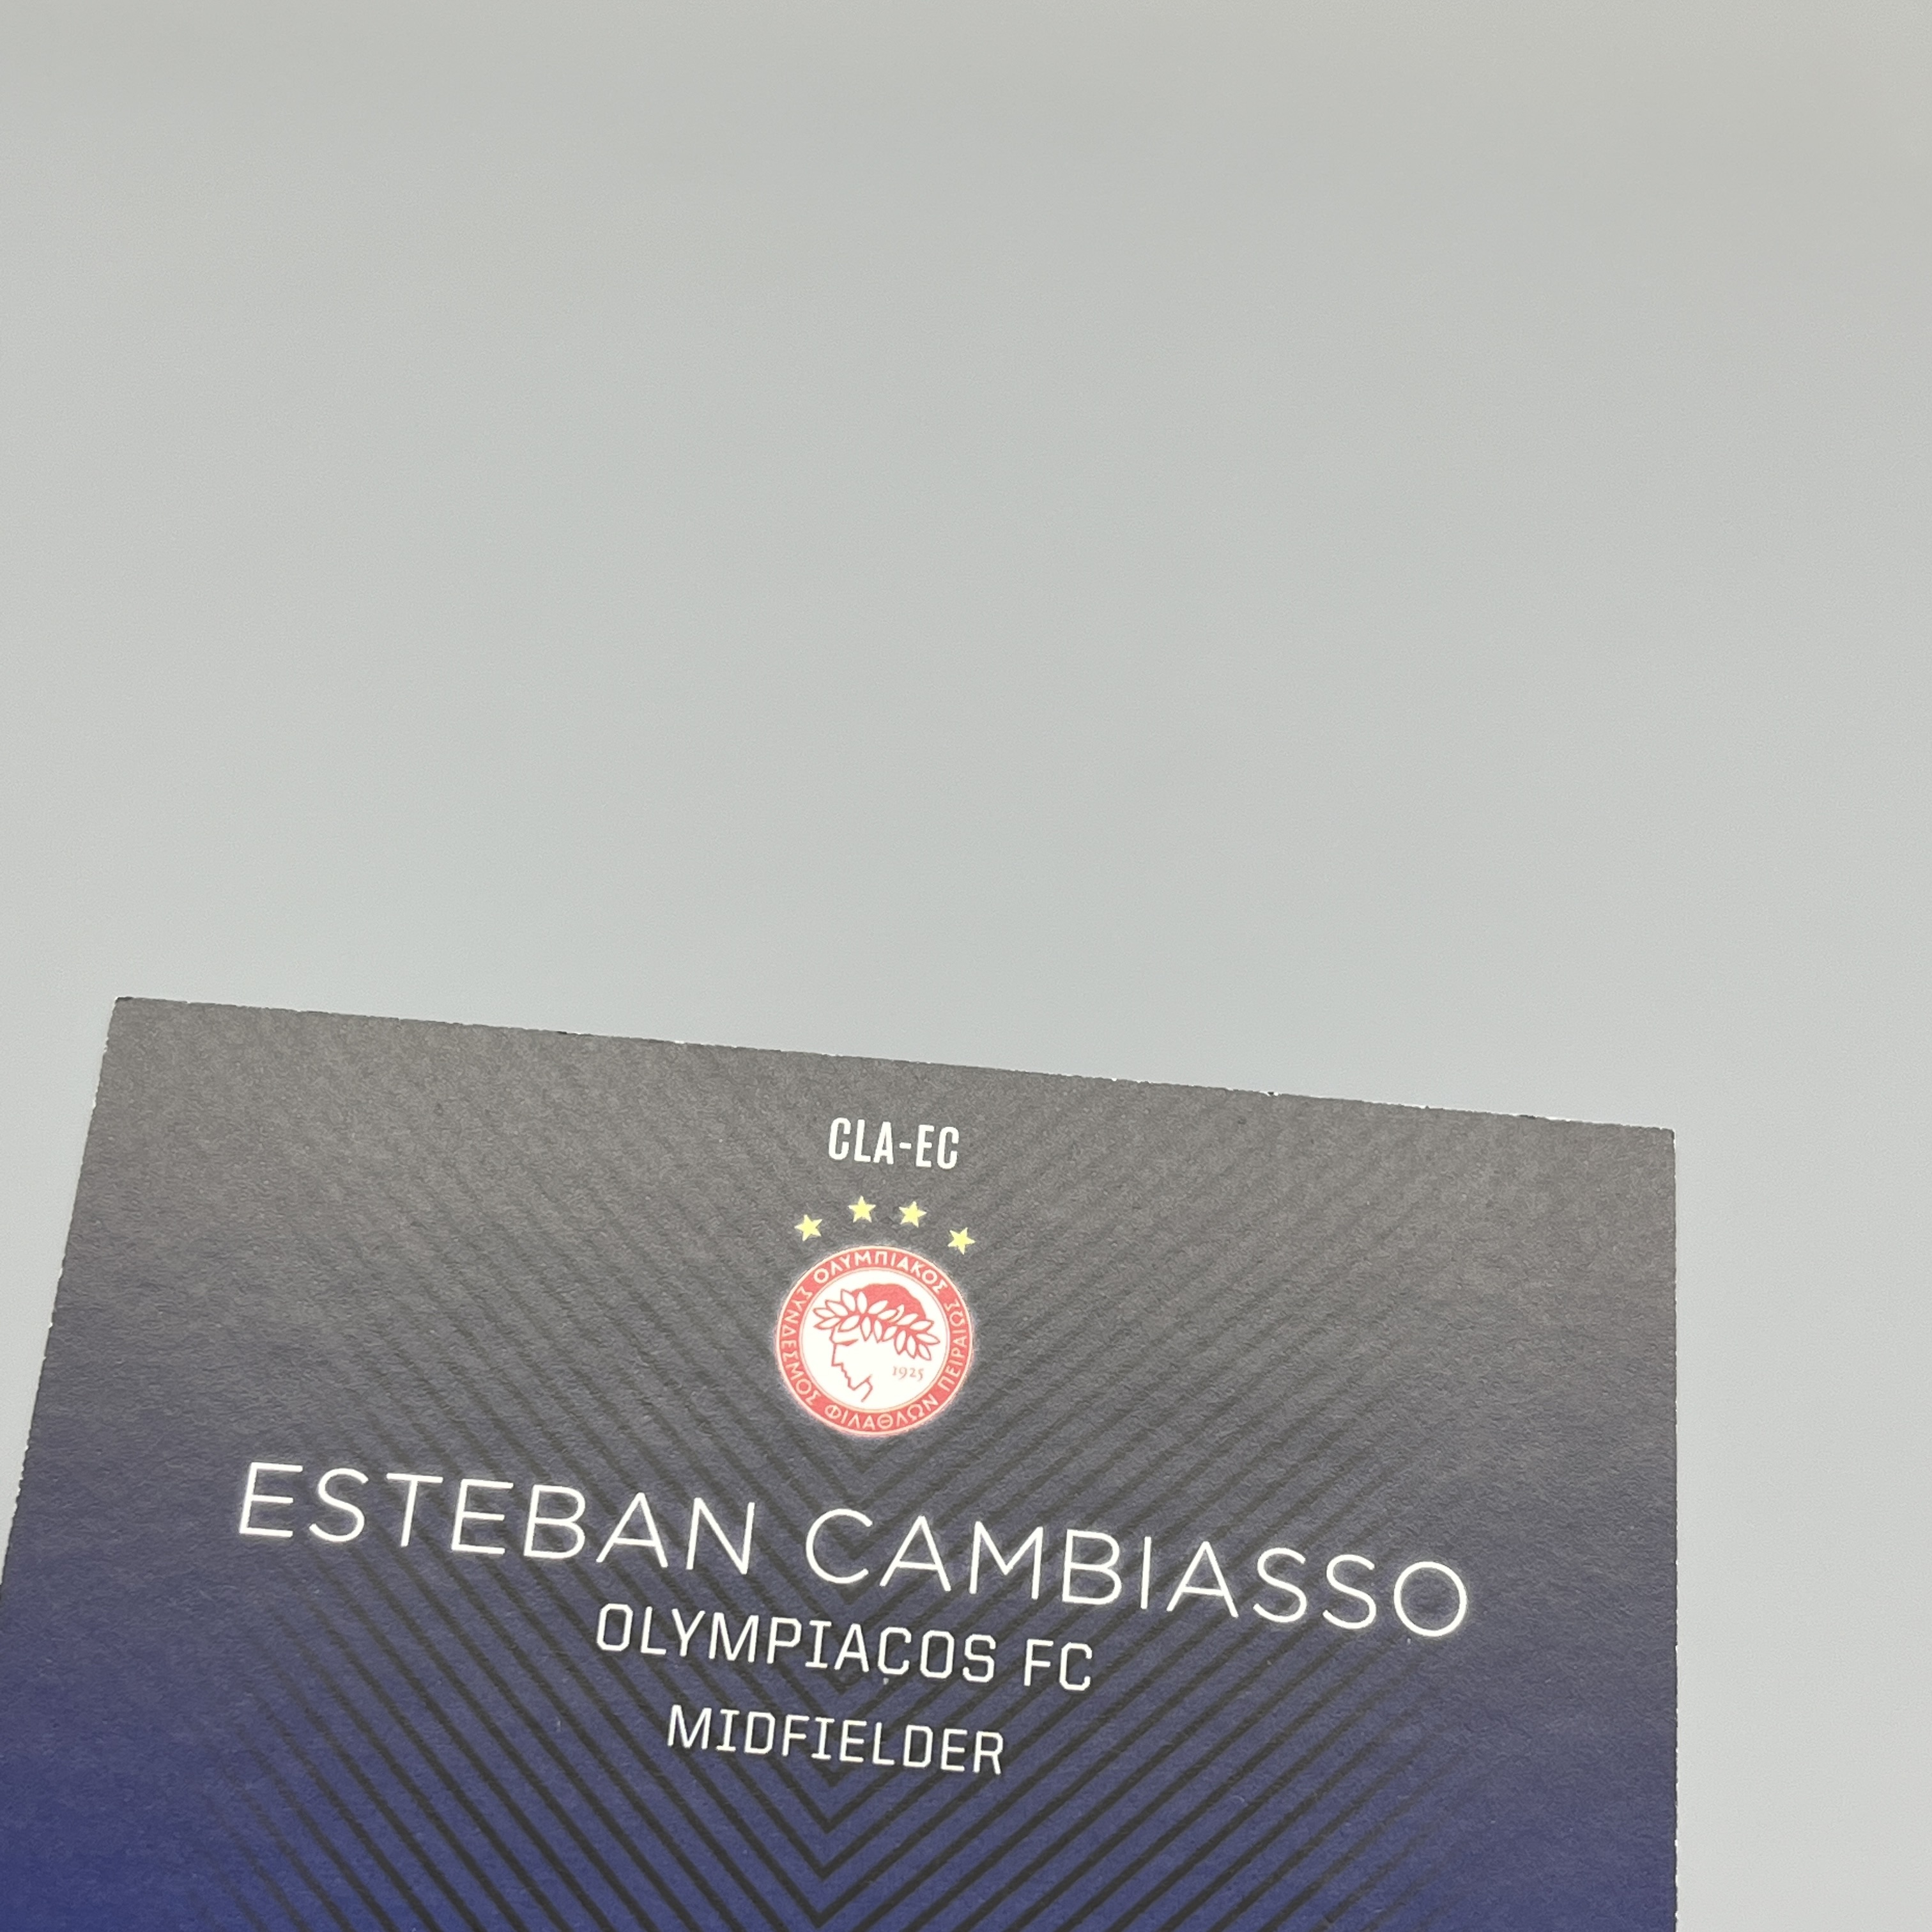 CLA-EC
ΣΥΝΔΕΣΜΟΣ ΦΙΛΑΘΛΩΝ ΠΕΙΡΑΙΩΣ ΟΛΥΜΠΙΑΚΟΣ
1925
ESTEBAN CAMBIASSO
OLYMPIACOS FC
MIDFIELDER